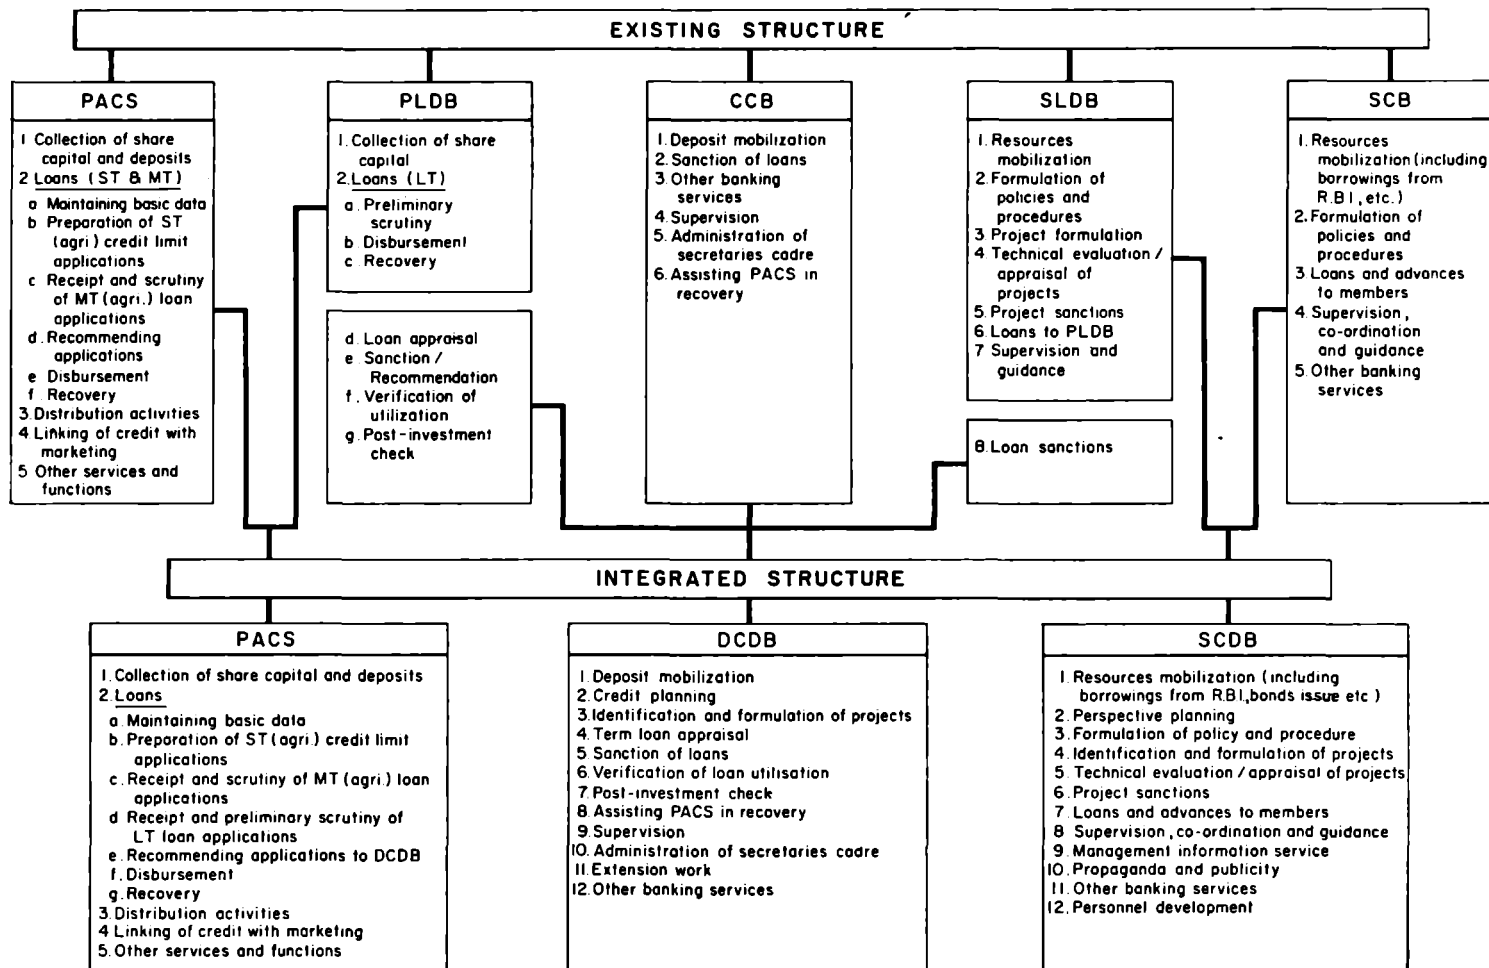 EXISTING STRUCTURE
PACS
1 Collection of share
capital and deposits
2 Loans (ST & MT)
a Maintaining basic data
b Preparation of ST
(agri) credit limit
applications
c Receipt and scrutiny
of MT (agri.) loan
applications
d. Recommending
applications
e Disbursement
f. Recovery
3. Distribution activities
4 Linking of credit with
marketing
5 Other services and
functions
PLDB
1. Collection of share
capital
2. Loans (LT)
a. Preliminary
scrutiny
b. Disbursement
c. Recovery
d. Loan appraisal
e. Sanction /
Recommendation
f. Verification of
utilization
g. Post-investment
check
CCB
1. Deposit mobilization
2. Sanction of loans
3. Other banking
services
4. Supervision
5. Administration of
secretaries cadre
6. Assisting PACS in
recovery
SLDB
1. Resources
mobilization
2. Formulation of
policies and
procedures
3. Project formulation
4. Technical evaluation /
appraisal of
projects
5. Project sanctions
6. Loans to PLDB
7 Supervision and
guidance
8. Loan sanctions
SCB
1. Resources
mobilization (including
borrowings from
R.B.I., etc.)
2. Formulation of
policies and
procedures
3 Loans and advances
to members
4. Supervision,
co-ordination
and guidance
5. Other banking
services
INTEGRATED STRUCTURE
PACS
1. Collection of share capital and deposits
2. Loans
a. Maintaining basic data
b. Preparation of ST (agri.) credit limit
applications
c. Receipt and scrutiny of MT (agri.) loan
applications
d Receipt and preliminary scrutiny of
LT loan applications
e. Recommending applications to DCDB
f. Disbursement
g. Recovery
3. Distribution activities
4 Linking of credit with marketing
5. Other services and functions
DCDB
1. Deposit mobilization
2. Credit planning
3. Identification and formulation of projects
4. Term loan appraisal
5. Sanction of loans
6. Verification of loan utilisation
7. Post-investment check
8. Assisting PACS in recovery
9. Supervision
10. Administration of secretaries cadre
11. Extension work
12. Other banking services
SCDB
1. Resources mobilization (including
borrowings from R.B.I., bonds issue etc )
2. Perspective planning
3. Formulation of policy and procedure
4. Identification and formulation of projects
5. Technical evaluation / appraisal of projects
6. Project sanctions
7. Loans and advances to members
8 Supervision, co-ordination and guidance
9. Management information service
10. Propaganda and publicity
11. Other banking services
12. Personnel development